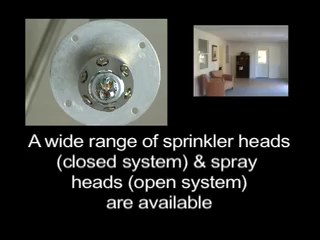 A wide range of sprinkler heads
(closed system) & spray
heads (open system)
are available